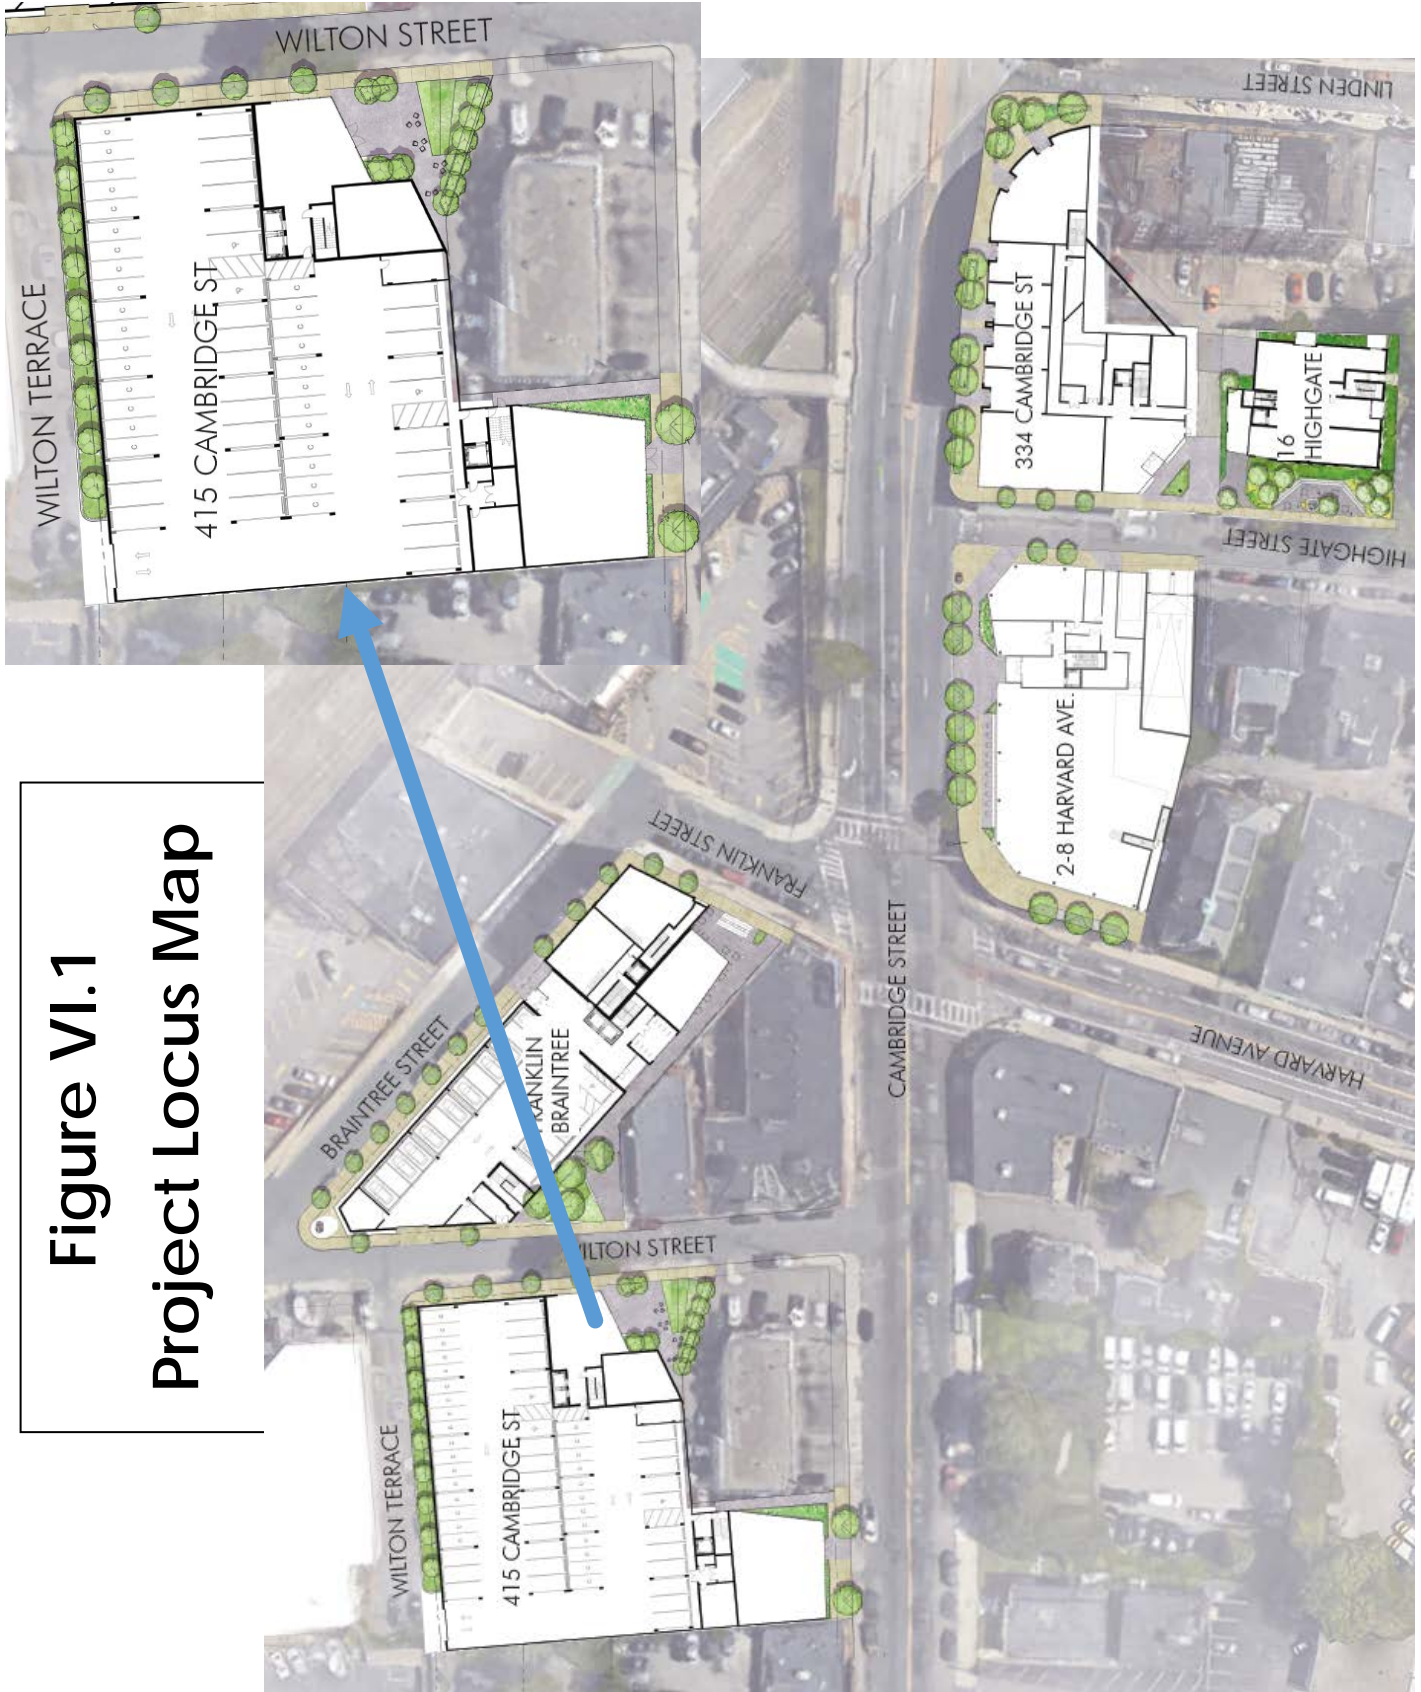 Figure VI.1
Project Locus Map
WILTON STREET
WILTON TERRACE
415 CAMBRIDGE ST
LINDEN STREET
334 CAMBRIDGE ST
16
HIGHGATE
HIGHGATE STREET
2-8 HARVARD AVE.
FRANKLIN STREET
CAMBRIDGE STREET
HARVARD AVENUE
BRAINTREE STREET
RANKLIN
BRAINTREE
ILTON STREET
WILTON TERRACE
415 CAMBRIDGE ST